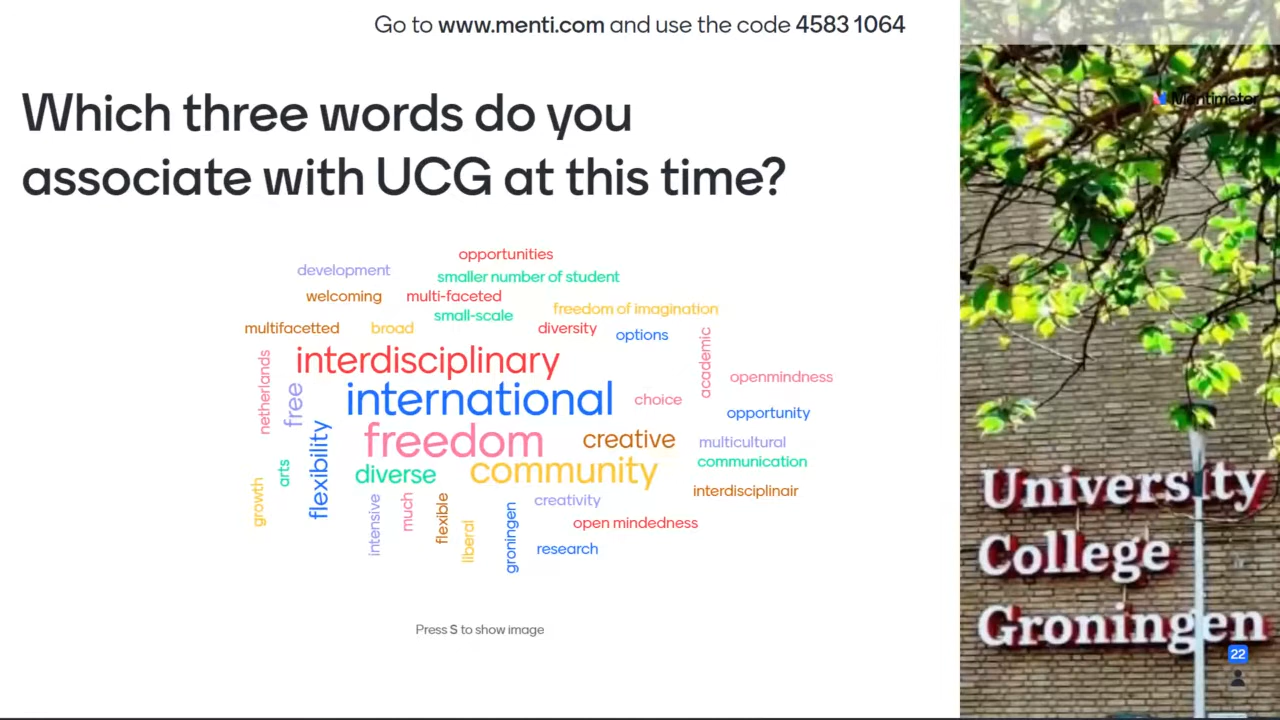 Go to www.menti.com and use the code 4583 1064
Mentimeter
Which three words do you
associate with UCG at this time?
opportunities
development
smaller number of student
welcoming
multi-faceted
freedom of imagination
small-scale
multifacetted
broad
diversity
options
interdisciplinary
academic
netherlands
free
international
choice
openmindness
opportunity
freedom
creative
multicultural
flexibility
arts
diverse
community
communication
growth
interdisciplinair
intensive
much
flexible
liberal
groningen
creativity
open mindedness
research
Press S to show image
University
College
Groningen
22